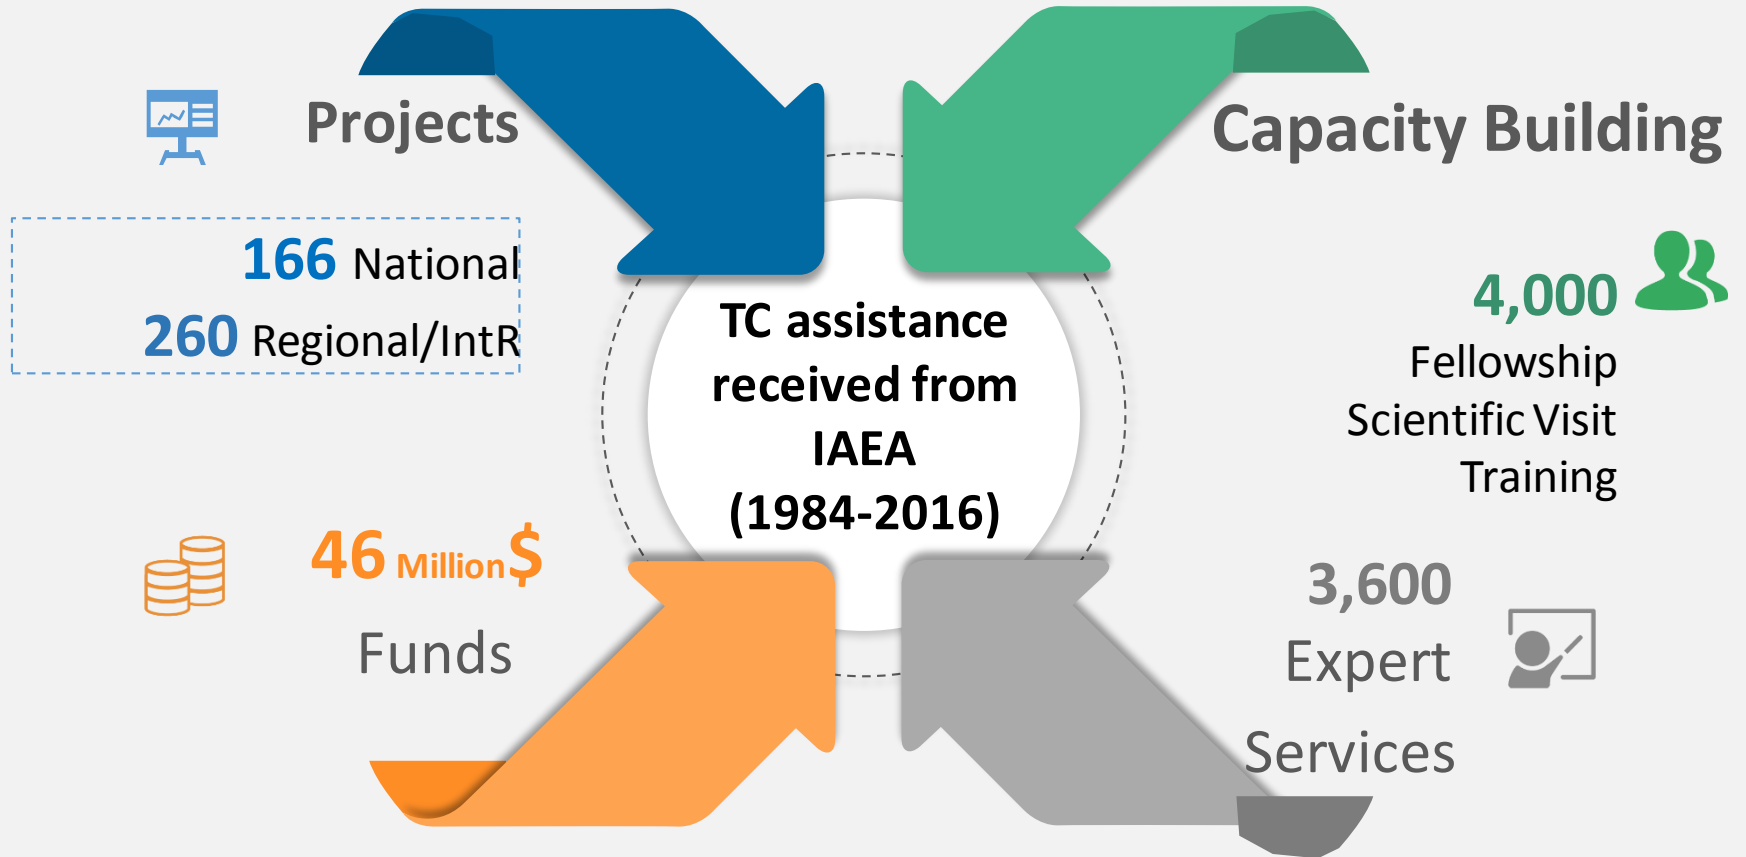 Projects
166 National
260 Regional/IntR
46 Million $
Funds
TC assistance
received from
IAEA
(1984-2016)
Capacity Building
4,000
Fellowship
Scientific Visit
Training
3,600
Expert
Services